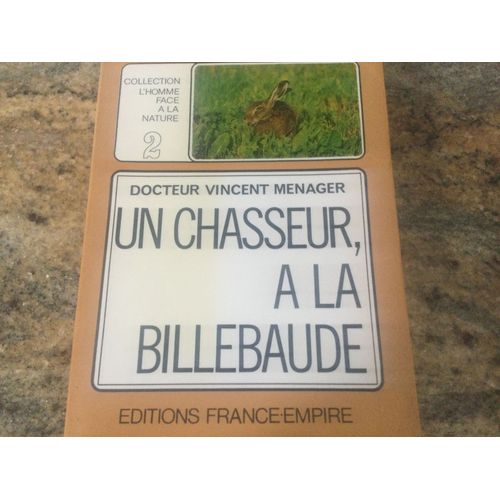 COLLECTION
L'HOMME
FACE
A LA
NATURE
2
DOCTEUR VINCENT MENAGER
UN CHASSEUR,
A LA
BILLEBAUDE
EDITIONS FRANCE-EMPIRE